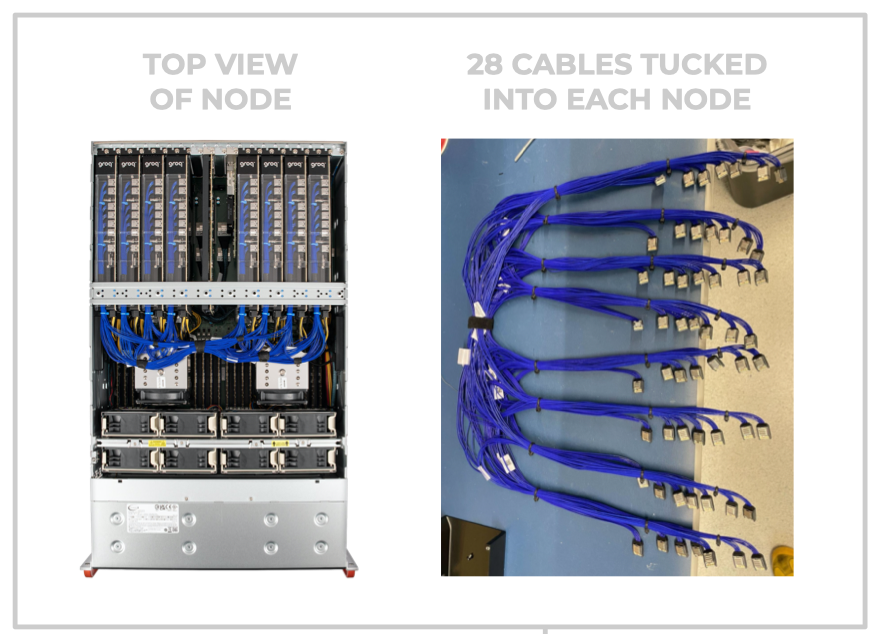 TOP VIEW
OF NODE
28 CABLES TUCKED
INTO EACH NODE
groq
groq
groq
groq
groq
groq
groq
groq